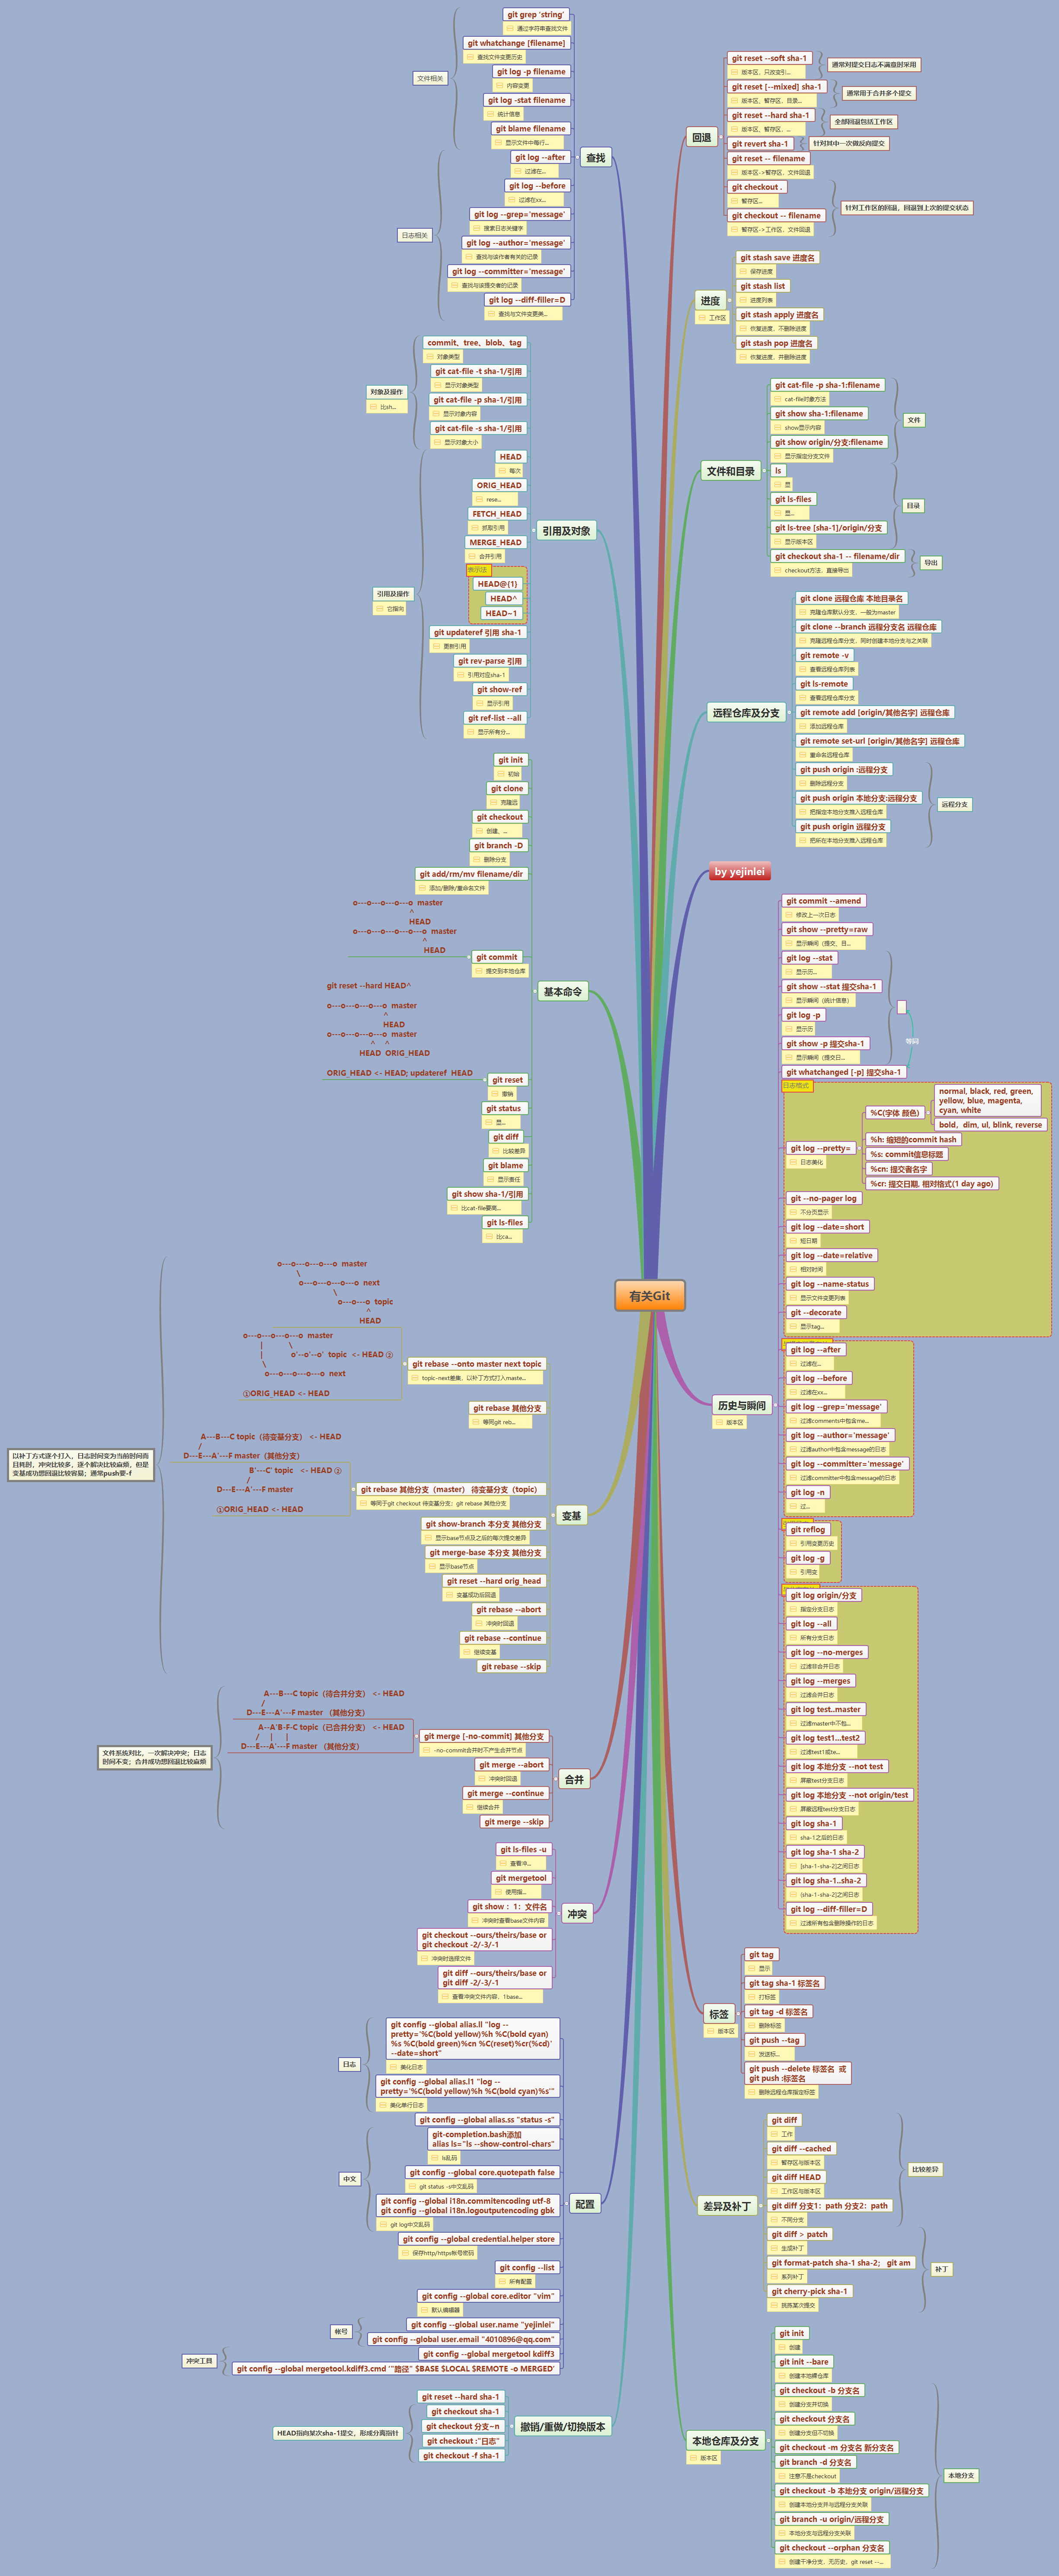 有关Git
by yejinlei
回退
git reset --soft sha-1
版本区，只改变引...
通常对提交日志不满意时采用
git reset [--mixed] sha-1
版本区、暂存区，目录...
通常用于合并多个提交
git reset --hard sha-1
版本区、暂存区、...
全部回退包括工作区
git revert sha-1
针对其中一次做反向提交
git reset -- filename
版本区->暂存区，文件回退
git checkout .
暂存区...
git checkout -- filename
暂存区->工作区，文件回退
针对工作区的回退，回退到上次的提交状态
进度
工作区
git stash save 进度名
保存进度
git stash list
进度列表
git stash apply 进度名
恢复进度，不删除进度
git stash pop 进度名
恢复进度，并删除进度
文件和目录
git cat-file -p sha-1:filename
cat-file对象方法
git show sha-1:filename
show显示内容
git show origin/分支:filename
显示指定分支文件
文件
ls
显
git ls-files
显...
git ls-tree [sha-1]/origin/分支
显示版本区
目录
git checkout sha-1 -- filename/dir
checkout方法，直接导出
导出
远程仓库及分支
git clone 远程仓库 本地目录名
克隆仓库默认分支，一般为master
git clone --branch 远程分支名 远程仓库
克隆远程仓库分支，同时创建本地分支与之关联
git remote -v
查看远程仓库列表
git ls-remote
查看远程仓库分支
git remote add [origin/其他名字] 远程仓库
添加远程仓库
git remote set-url [origin/其他名字] 远程仓库
重命名远程仓库
git push origin :远程分支
删除远程分支
git push origin 本地分支:远程分支
把指定本地分支推入远程仓库
git push origin 远程分支
把所在本地分支推入远程仓库
远程分支
历史与瞬间
版本区
git commit --amend
修改上一次日志
git show --pretty=raw
显示瞬间（提交、目...
git log --stat
显示历...
git show --stat 提交sha-1
显示瞬间（统计信息）
git log -p
显示历
git show -p 提交sha-1
显示瞬间（提交日...
git whatchanged [-p] 提交sha-1
等同
日志格式
git log --pretty=
日志美化
%C(字体 颜色)
normal, black, red, green,
yellow, blue, magenta,
cyan, white
bold，dim, ul, blink, reverse
%h: 缩短的commit hash
%s: commit信息标题
%cn: 提交者名字
%cr: 提交日期, 相对格式(1 day ago)
git --no-pager log
不分页显示
git log --date=short
短日期
git log --date=relative
相对时间
git log --name-status
显示文件变更列表
git --decorate
显示tag...
git log --after
过滤在...
git log --before
过滤在xx...
git log --grep='message'
过滤comments中包含me...
git log --author='message'
过滤author中包含message的日志
git log --committer='message'
过滤committer中包含message的日志
git log -n
过...
git reflog
引用变更历史
git log -g
引用变
git log origin/分支
指定分支日志
git log --all
所有分支日志
git log --no-merges
过滤非合并日志
git log --merges
过滤合并日志
git log test..master
过滤master中不包...
git log test1...test2
过滤test1或te...
git log 本地分支 --not test
屏蔽test分支日志
git log 本地分支 --not origin/test
屏蔽远程test分支日志
git log sha-1
sha-1之后的日志
git log sha-1 sha-2
[sha-1-sha-2]之间日志
git log sha-1..sha-2
(sha-1-sha-2]之间日志
git log --diff-filler=D
过滤所有包含删除操作的日志
标签
版本区
git tag
显示
git tag sha-1 标签名
打标签
git tag -d 标签名
删除标签
git push --tag
发送标...
git push --delete 标签名 或
git push :标签名
删除远程仓库指定标签
差异及补丁
git diff
工作
git diff --cached
暂存区与版本区
git diff HEAD
工作区与版本区
git diff 分支1：path 分支2：path
不同分支
比较差异
git diff > patch
生成补丁
git format-patch sha-1 sha-2； git am
系列补丁
git cherry-pick sha-1
挑拣某次提交
补丁
本地仓库及分支
版本区
git init
创建
git init --bare
创建本地裸仓库
git checkout -b 分支名
创建分支并切换
git checkout 分支名
创建分支但不切换
git checkout -m 分支名 新分支名
git branch -d 分支名
注意不是checkout
git checkout -b 本地分支 origin/远程分支
创建本地分支并与远程分支关联
git branch -u origin/远程分支
本地分支与远程分支关联
git checkout --orphan 分支名
创建干净分支，无历史，git reset --...
本地分支
查找
文件相关
git grep 'string'
通过字符串查找文件
git whatchange [filename]
查找文件变更历史
git log -p filename
内容变更
git log -stat filename
统计信息
git blame filename
显示文件中每行...
日志相关
git log --after
过滤在...
git log --before
过滤在xx...
git log --grep='message'
搜索日志关键字
git log --author='message'
查找与该作者有关的记录
git log --committer='message'
查找与该提交者的记录
git log --diff-filler=D
查找与文件变更类...
引用及对象
对象及操作
比sh...
commit、tree、blob、tag
对象类型
git cat-file -t sha-1/引用
显示对象类型
git cat-file -p sha-1/引用
显示对象内容
git cat-file -s sha-1/引用
显示对象大小
引用及操作
它指向
HEAD
每次
ORIG_HEAD
rese...
FETCH_HEAD
抓取引用
MERGE_HEAD
合并引用
表示法
HEAD@{1}
HEAD^
HEAD~1
git updateref 引用 sha-1
更新引用
git rev-parse 引用
引用对应sha-1
git show-ref
显示引用
git ref-list --all
显示所有分...
基本命令
git init
初始
git clone
克隆远
git checkout
创建、...
git branch -D
删除分支
git add/rm/mv filename/dir
添加/删除/重命名文件
o---o---o---o---o---o master
^
HEAD
o---o---o---o---o---o---o master
^
HEAD
git commit
提交到本地仓库
git reset --hard HEAD^
o---o---o---o---o---o master
^
HEAD
o---o---o---o---o---o master
^ ^
HEAD ORIG_HEAD
ORIG_HEAD <- HEAD; updateref HEAD
git reset
撤销
git status
显...
git diff
比较差异
git blame
显示责任
git show sha-1/引用
比cat-file要高...
git ls-files
比ca...
变基
以补丁方式逐个打入，日志时间变为当前时间而
且耗时，冲突比较多，逐个解决比较麻烦，但是
变基成功想回退比较容易；通常push要-f
o---o---o---o---o master
\
o---o---o---o---o next
\
o---o---o topic
^
HEAD
o---o---o---o---o---o master
| \
| o'--o'--o' topic <- HEAD ②
\
o---o---o---o---o next
①ORIG_HEAD <- HEAD
git rebase --onto master next topic
topic-next差集，以补丁方式打入maste...
git rebase 其他分支
等同git reb...
A---B---C topic（待变基分支） <- HEAD
/
D---E---A'---F master（其他分支）
B'---C' topic <- HEAD ②
/
D---E---A'---F master
①ORIG_HEAD <- HEAD
git rebase 其他分支（master） 待变基分支（topic）
等同于git checkout 待变基分支；git rebase 其他分支
git show-branch 本分支 其他分支
显示base节点及之后的每次提交差异
git merge-base 本分支 其他分支
显示base节点
git reset --hard orig_head
变基成功后回退
git rebase --abort
冲突时回退
git rebase --continue
继续变基
git rebase --skip
合并
文件系统对比，一次解决冲突；日志
时间不变；合并成功想回退比较麻烦
A---B---C topic（待合并分支） <- HEAD
/
D---E---A'---F master （其他分支）
A--A'B-F-C topic（已合并分支） <- HEAD
/ | |
D---E---A'---F master （其他分支）
git merge [-no-commit] 其他分支
-no-commit合并时不产生合并节点
git merge --abort
冲突时回退
git merge --continue
继续合并
git merge --skip
冲突
git ls-files -u
查看冲...
git mergetool
使用指...
git show ：1：文件名
冲突时查看base文件内容
git checkout --ours/theirs/base or
git checkout -2/-3/-1
冲突时选择文件
git diff --ours/theirs/base or
git diff -2/-3/-1
查看冲突文件内容，1base...
配置
日志
git config --global alias.ll "log --
pretty='%C(bold yellow)%h %C(bold cyan)
%s %C(bold green)%cn %C(reset)%cr(%cd)'
--date=short"
美化日志
git config --global alias.l1 "log --
pretty='%C(bold yellow)%h %C(bold cyan)%s'"
美化单行日志
git config --global alias.ss "status -s"
中文
git-completion.bash添加
alias ls="ls --show-control-chars"
ls乱码
git config --global core.quotepath false
git status -s中文乱码
git config --global i18n.commitencoding utf-8
git config --global i18n.logoutputencoding gbk
git log中文乱码
git config --global credential.helper store
保存http/https帐号密码
git config --list
所有配置
git config --global core.editor "vim"
默认编辑器
帐号
git config --global user.name "yejinlei"
git config --global user.email "4010896@qq.com"
冲突工具
git config --global mergetool kdiff3
git config --global mergetool.kdiff3.cmd '"路径" $BASE $LOCAL $REMOTE -o MERGED'
撤销/重做/切换版本
HEAD指向某次sha-1提交，形成分离指针
git reset --hard sha-1
git checkout sha-1
git checkout 分支~n
git checkout :"日志"
git checkout -f sha-1